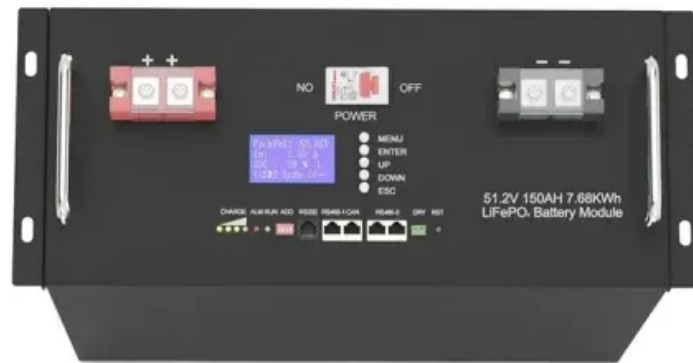 + +
− −
NO
OFF
POWER
MENU
ENTER
UP
DOWN
ESC
51.2V 150AH 7.68KWh
LiFePO₄ Battery Module
CHARGE ALM RUN ADD RS232 RS485-1 CAN RS485-2 DRY RST